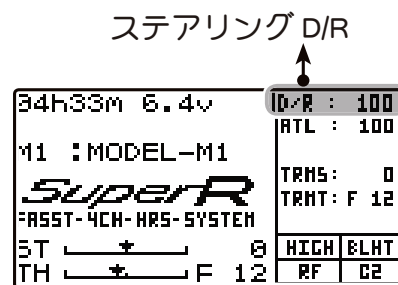 ステアリング D/R
04h33m 6.4v
D/R : 100
ATL : 100
M1 :MODEL-M1
TRMS: 0
TRMT: F 12
SuperR
FASST-4CH-HRS-SYSTEM
ST 0
HIGH BLHT
TH F 12
RF C2